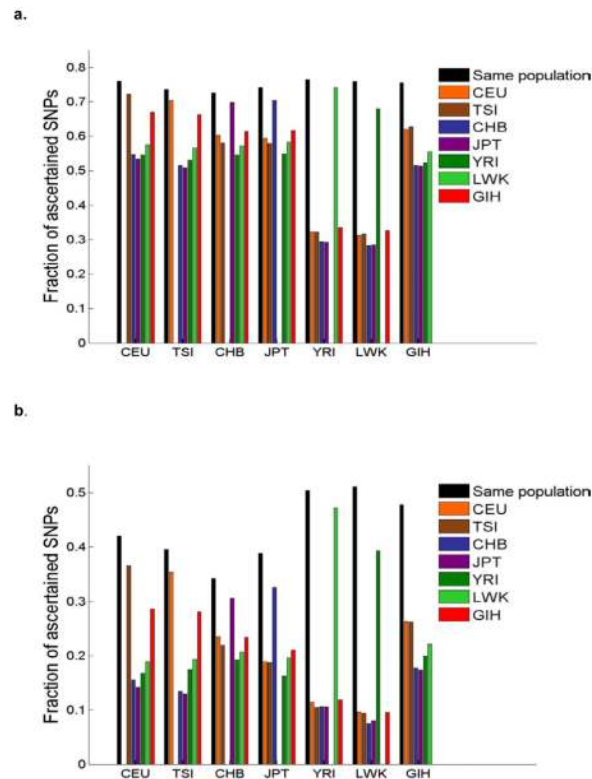 a.
0.8
0.7
0.6
0.5
0.4
0.3
0.2
0.1
0
Fraction of ascertained SNPs
CEU TSI CHB JPT YRI LWK GIH
Same population
CEU
TSI
CHB
JPT
YRI
LWK
GIH
b.
0.5
0.4
0.3
0.2
0.1
0
Fraction of ascertained SNPs
CEU TSI CHB JPT YRI LWK GIH
Same population
CEU
TSI
CHB
JPT
YRI
LWK
GIH